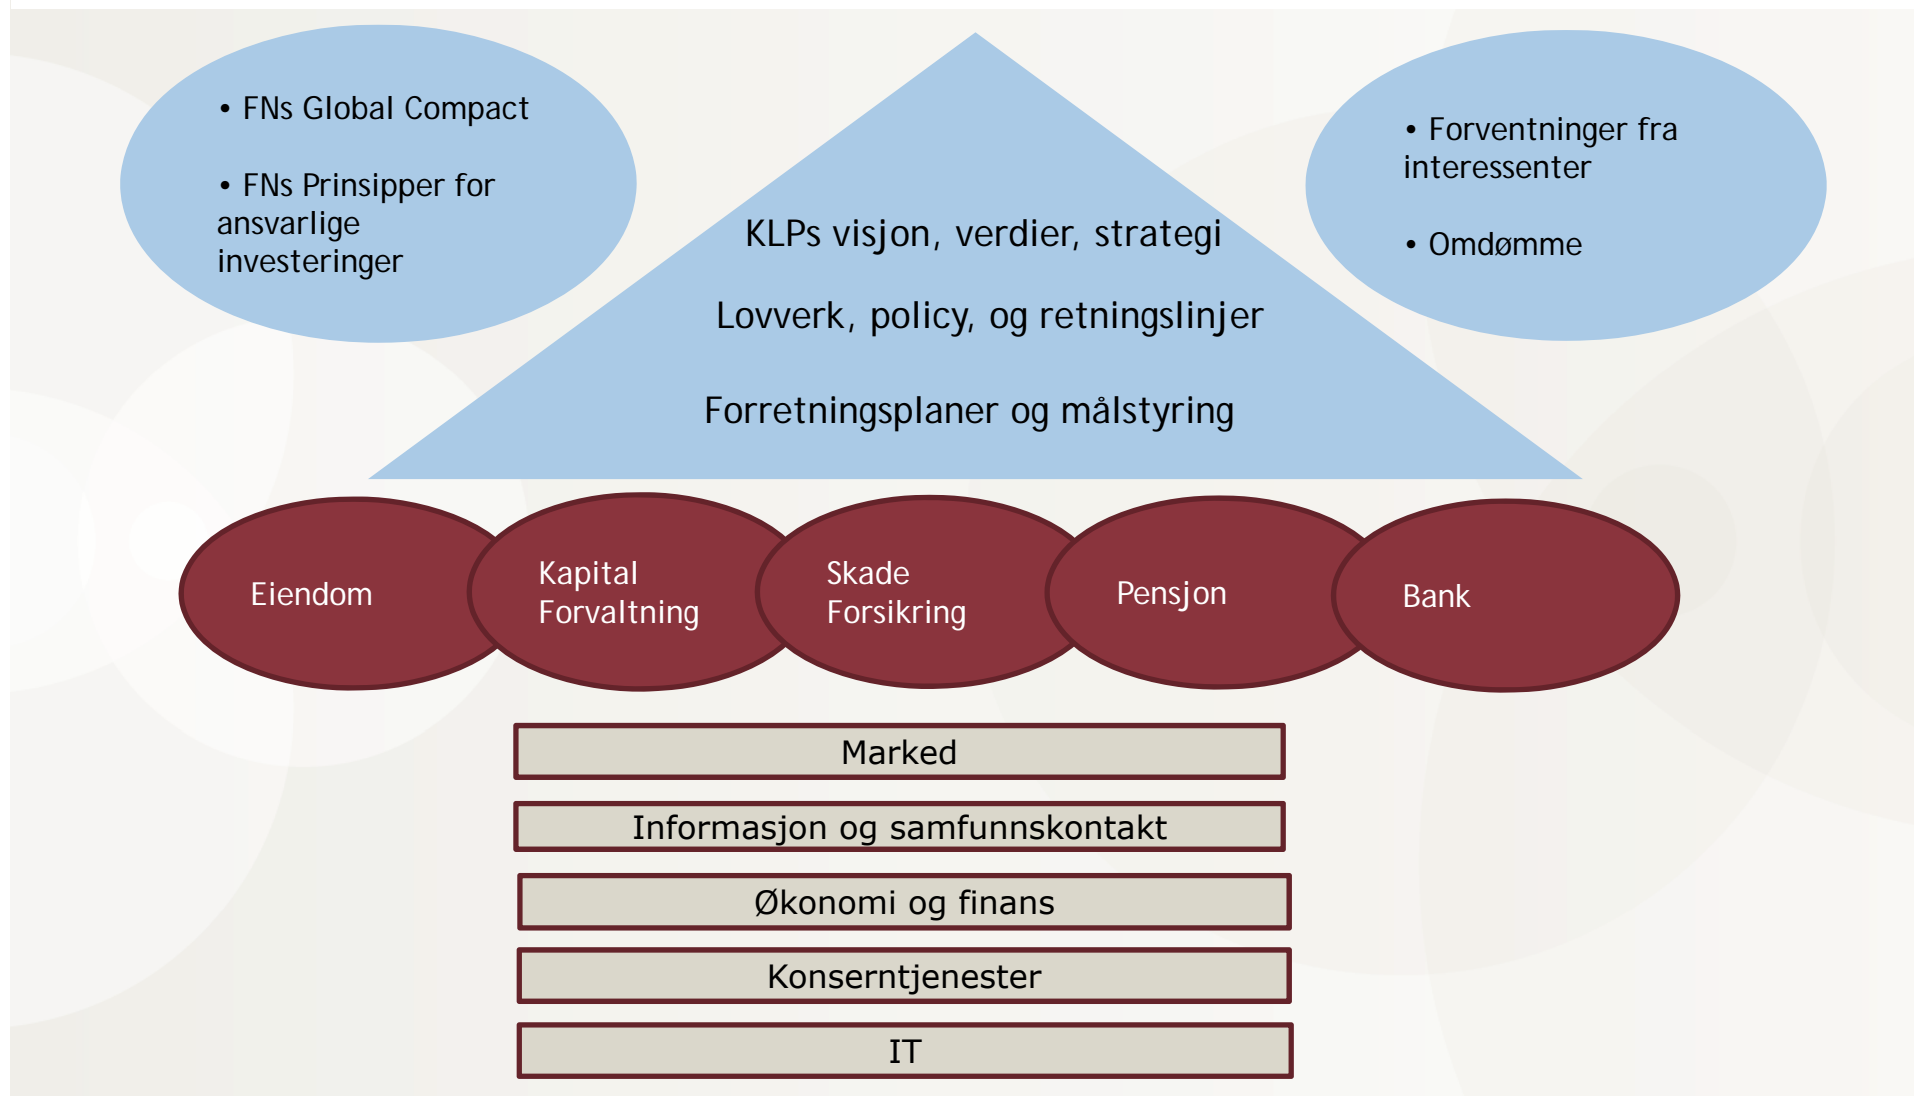 • FNs Global Compact
• FNs Prinsipper for
ansvarlige
investeringer
KLPs visjon, verdier, strategi
Lovverk, policy, og retningslinjer
Forretningsplaner og målstyring
• Forventninger fra
interessenter
• Omdømme
Eiendom
Kapital
Forvaltning
Skade
Forsikring
Pensjon
Bank
Marked
Informasjon og samfunnskontakt
Økonomi og finans
Konserntjenester
IT